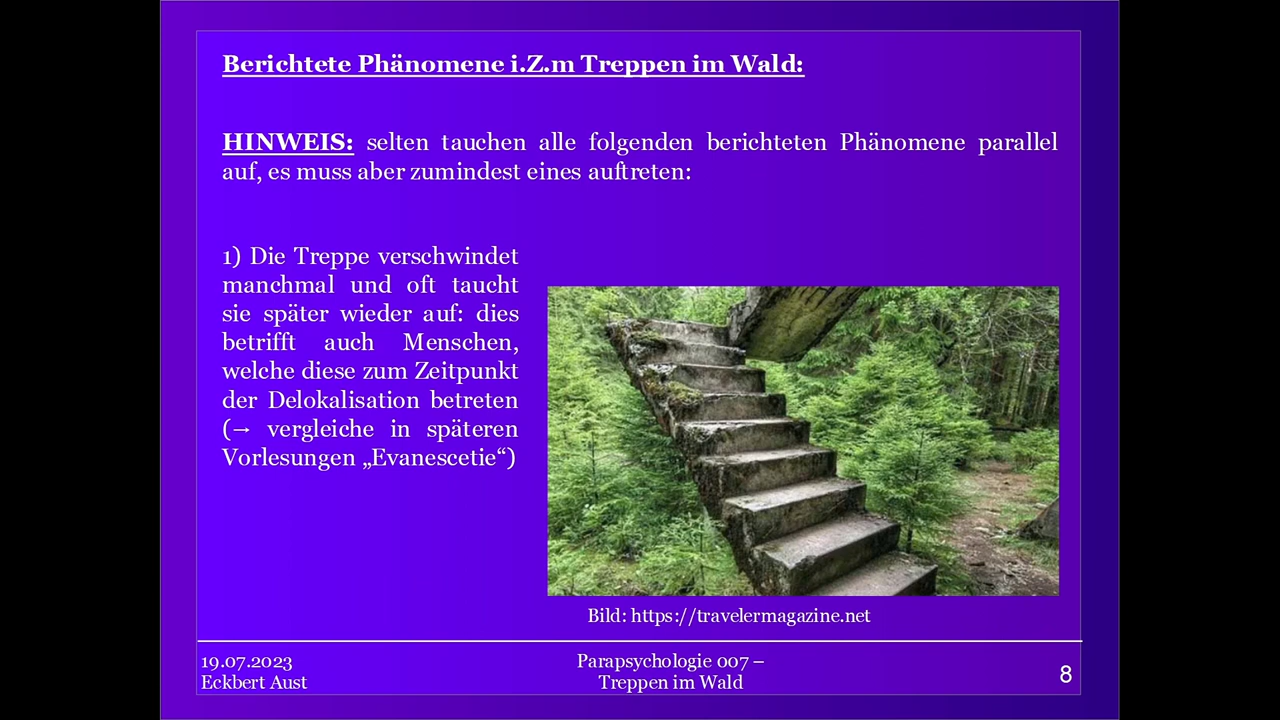 Berichtete Phänomene i.Z.m Treppen im Wald:
HINWEIS: selten tauchen alle folgenden berichteten Phänomene parallel
auf, es muss aber zumindest eines auftreten:
1) Die Treppe verschwindet
manchmal und oft taucht
sie später wieder auf: dies
betrifft auch Menschen,
welche diese zum Zeitpunkt
der Delokalisation betreten
(→ vergleiche in späteren
Vorlesungen „Evanescetie“)
Bild: https://travelermagazine.net
19.07.2023
Eckbert Aust
Parapsychologie 007 –
Treppen im Wald
8